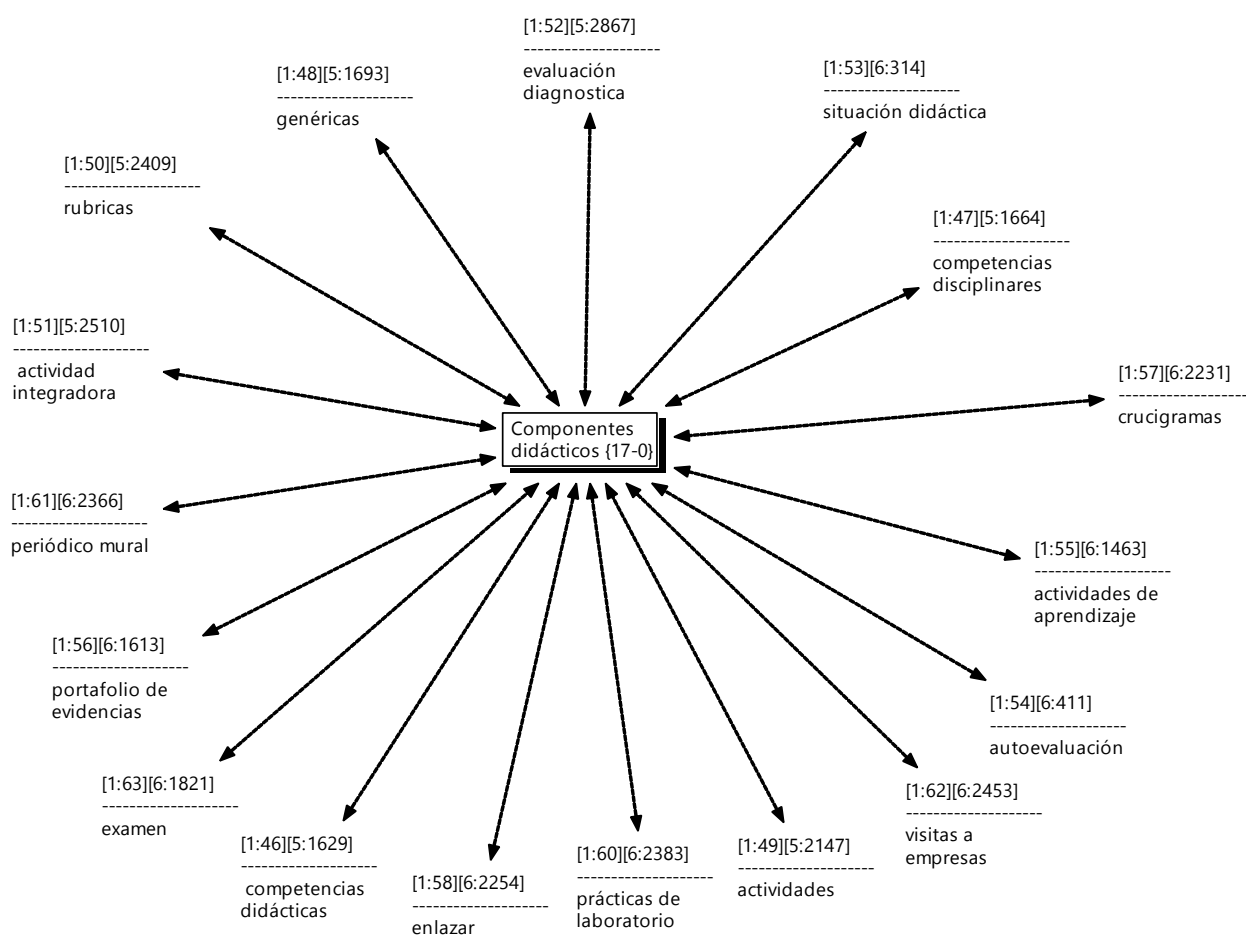 [1:52][5:2867]
--------------------
evaluación
diagnostica
[1:48][5:1693]
--------------------
genéricas
[1:53][6:314]
--------------------
situación didáctica
[1:50][5:2409]
--------------------
rubricas
[1:47][5:1664]
--------------------
competencias
disciplinares
[1:51][5:2510]
--------------------
actividad
integradora
[1:57][6:2231]
--------------------
crucigramas
Componentes
didácticos {17-0}
[1:61][6:2366]
--------------------
periódico mural
[1:55][6:1463]
--------------------
actividades de
aprendizaje
[1:56][6:1613]
--------------------
portafolio de
evidencias
[1:54][6:411]
--------------------
autoevaluación
[1:63][6:1821]
--------------------
examen
[1:62][6:2453]
--------------------
visitas a
empresas
[1:46][5:1629]
--------------------
competencias
didácticas
[1:58][6:2254]
--------------------
enlazar
[1:60][6:2383]
--------------------
prácticas de
laboratorio
[1:49][5:2147]
--------------------
actividades